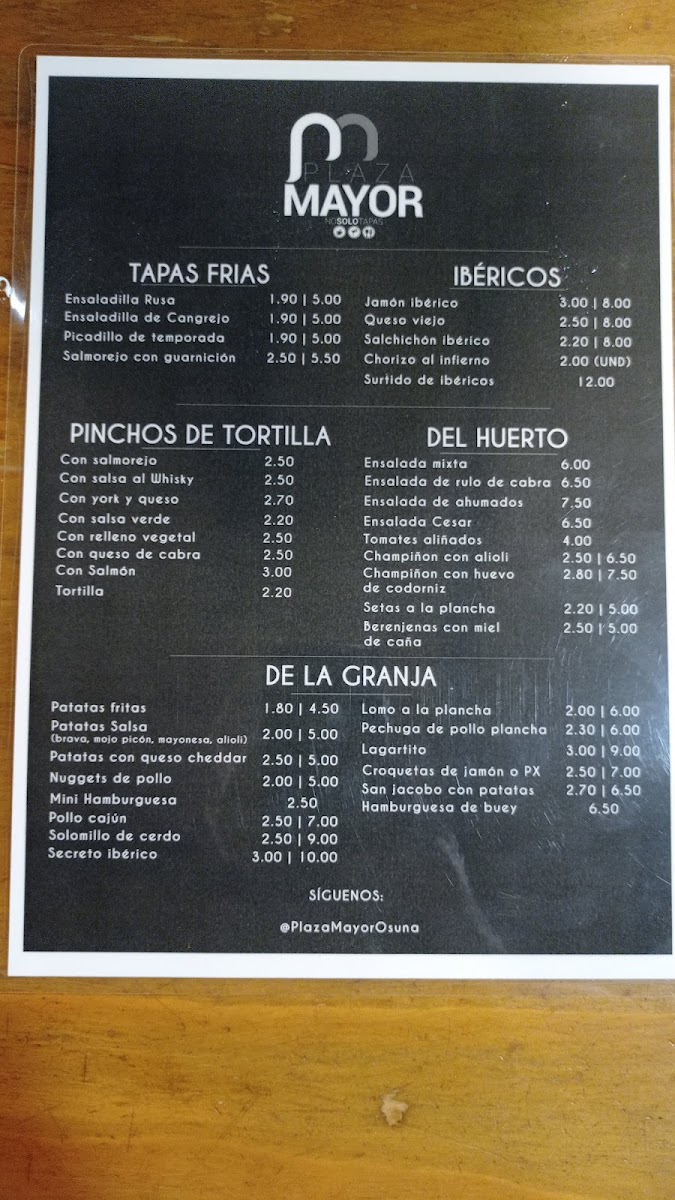 PLAZA
MAYOR
NO SOLO TAPAS
TAPAS FRIAS
Ensaladilla Rusa 1.90 | 5.00
Ensaladilla de Cangrejo 1.90 | 5.00
Picadillo de temporada 1.90 | 5.00
Salmorejo con guarnición 2.50 | 5.50
IBÉRICOS
Jamón ibérico 3.00 | 8.00
Queso viejo 2.50 | 8.00
Salchichón ibérico 2.20 | 8.00
Chorizo al infierno 2.00 (UND)
Surtido de ibéricos 12.00
PINCHOS DE TORTILLA
Con salmorejo 2.50
Con salsa al Whisky 2.50
Con york y queso 2.70
Con salsa verde 2.20
Con relleno vegetal 2.50
Con queso de cabra 2.50
Con Salmón 3.00
Tortilla 2.20
DEL HUERTO
Ensalada mixta 6.00
Ensalada de rulo de cabra 6.50
Ensalada de ahumados 7.50
Ensalada Cesar 6.50
Tomates aliñados 4.00
Champiñon con alioli 2.50 | 6.50
Champiñon con huevo 2.80 | 7.50
de codorniz
Setas a la plancha 2.20 | 5.00
Berenjenas con miel 2.50 | 5.00
de caña
DE LA GRANJA
Patatas fritas 1.80 | 4.50
Patatas Salsa 2.00 | 5.00
(brava, mojo picón, mayonesa, alioli)
Patatas con queso cheddar 2.50 | 5.00
Nuggets de pollo 2.00 | 5.00
Mini Hamburguesa 2.50
Pollo cajún 2.50 | 7.00
Solomillo de cerdo 2.50 | 9.00
Secreto ibérico 3.00 | 10.00
Lomo a la plancha 2.00 | 6.00
Pechuga de pollo plancha 2.30 | 6.00
Lagartito 3.00 | 9.00
Croquetas de jamón o PX 2.50 | 7.00
San jacobo con patatas 2.70 | 6.50
Hamburguesa de buey 6.50
SÍGUENOS:
@PlazaMayorOsuna